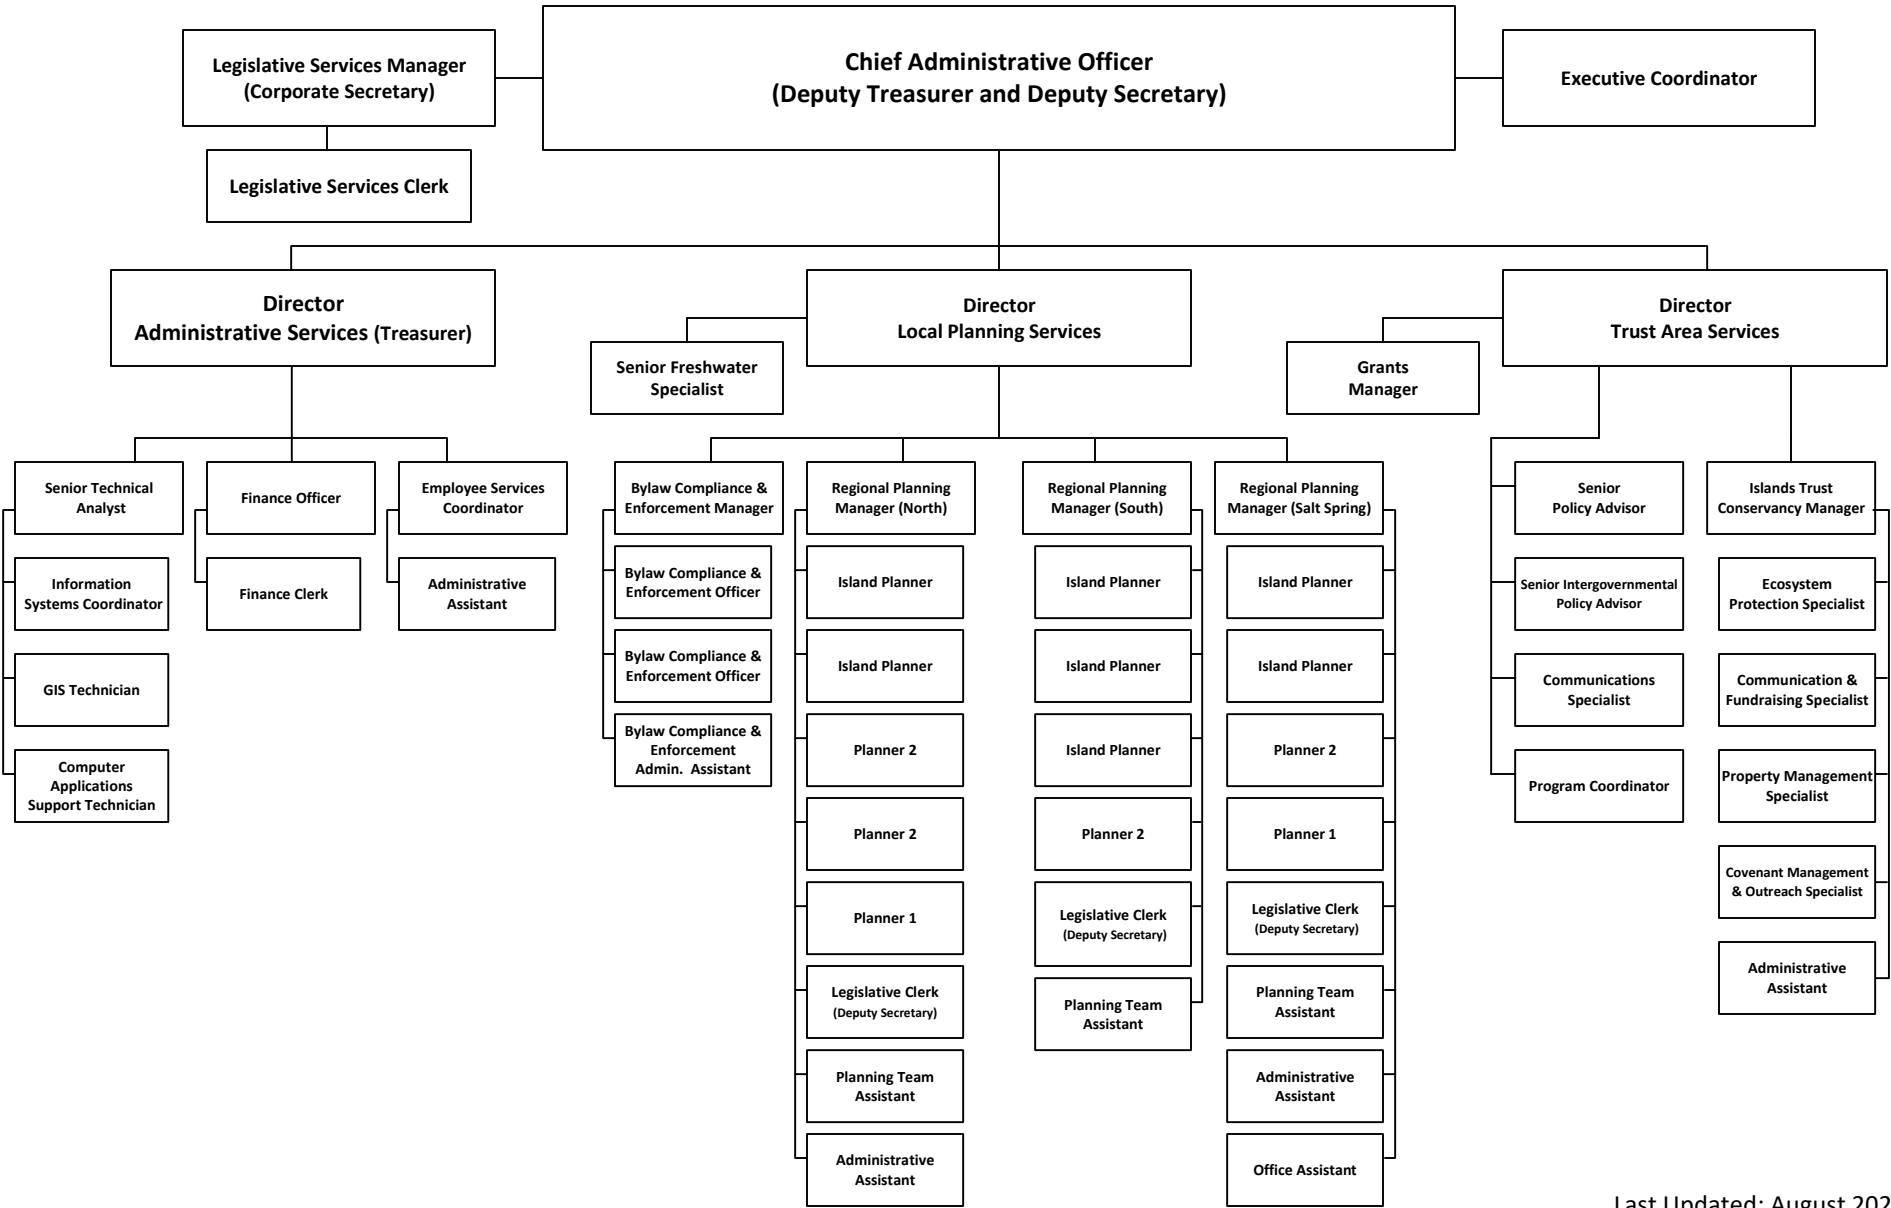 Legislative Services Manager
(Corporate Secretary)
Chief Administrative Officer
(Deputy Treasurer and Deputy Secretary)
Executive Coordinator
Legislative Services Clerk
Director
Administrative Services (Treasurer)
Director
Local Planning Services
Director
Trust Area Services
Senior Freshwater
Specialist
Grants
Manager
Senior Technical
Analyst
Information
Systems Coordinator
GIS Technician
Computer
Applications
Support Technician
Finance Officer
Finance Clerk
Employee Services
Coordinator
Administrative
Assistant
Bylaw Compliance &
Enforcement Manager
Bylaw Compliance &
Enforcement Officer
Bylaw Compliance &
Enforcement Officer
Bylaw Compliance &
Enforcement
Admin. Assistant
Regional Planning
Manager (North)
Island Planner
Island Planner
Planner 2
Planner 2
Planner 1
Legislative Clerk
(Deputy Secretary)
Planning Team
Assistant
Administrative
Assistant
Regional Planning
Manager (South)
Island Planner
Island Planner
Island Planner
Planner 2
Legislative Clerk
(Deputy Secretary)
Planning Team
Assistant
Regional Planning
Manager (Salt Spring)
Island Planner
Island Planner
Planner 2
Planner 1
Legislative Clerk
(Deputy Secretary)
Planning Team
Assistant
Administrative
Assistant
Office Assistant
Senior
Policy Advisor
Senior Intergovernmental
Policy Advisor
Communications
Specialist
Program Coordinator
Islands Trust
Conservancy Manager
Ecosystem
Protection Specialist
Communication &
Fundraising Specialist
Property Management
Specialist
Covenant Management
& Outreach Specialist
Administrative
Assistant
Last Updated: August 202